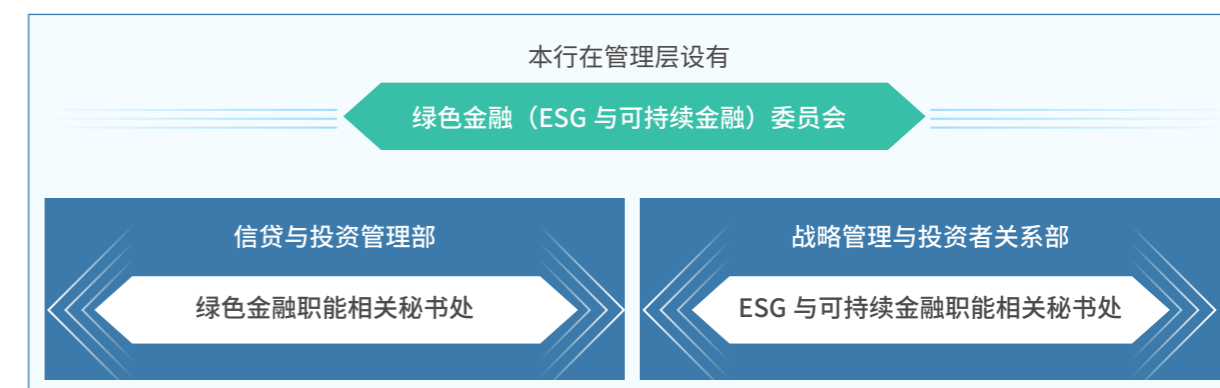 本行在管理层设有
绿色金融（ESG 与可持续金融）委员会
信贷与投资管理部
绿色金融职能相关秘书处
战略管理与投资者关系部
ESG 与可持续金融职能相关秘书处